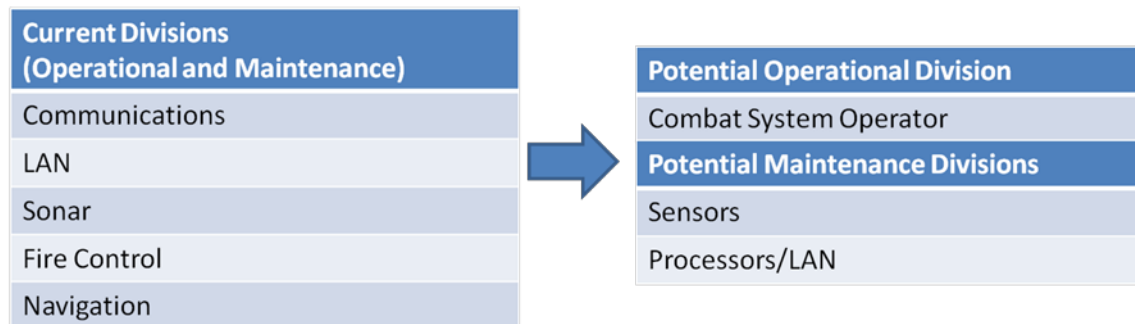 Current Divisions
(Operational and Maintenance)
Communications
LAN
Sonar
Fire Control
Navigation
Potential Operational Division
Combat System Operator
Potential Maintenance Divisions
Sensors
Processors/LAN